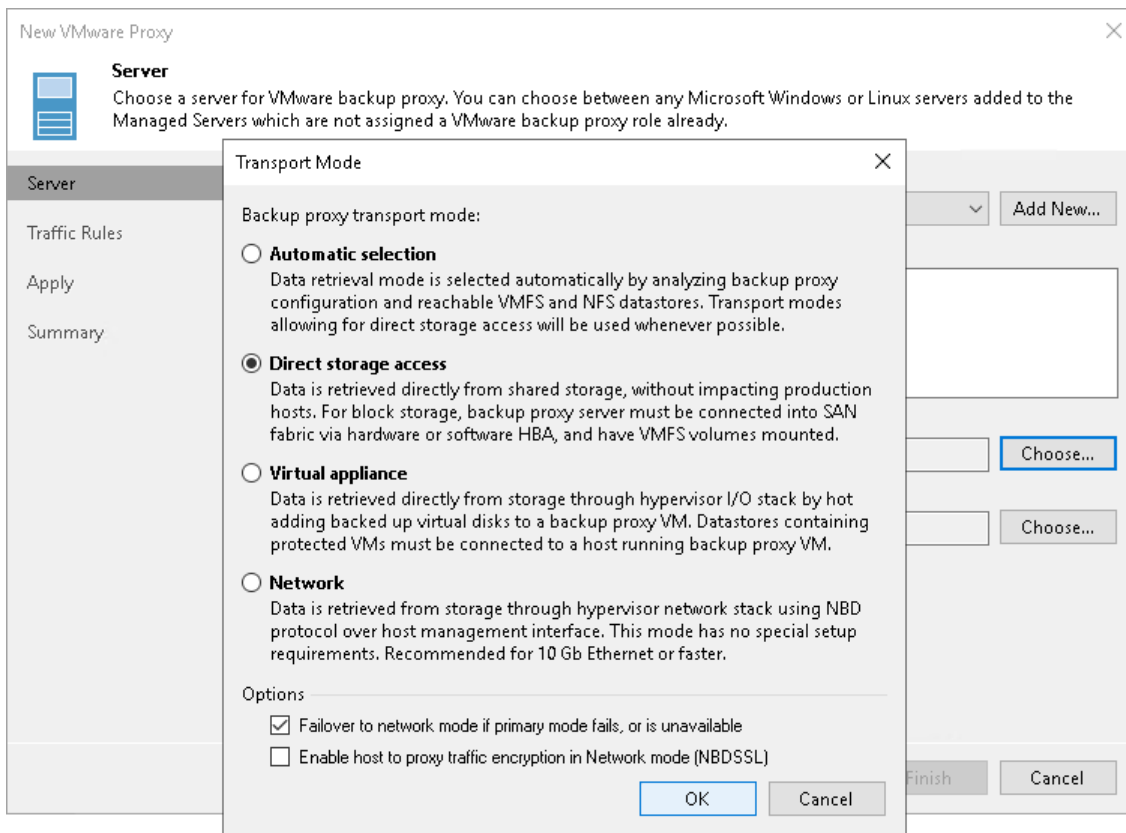 New VMware Proxy
Server
Choose a server for VMware backup proxy. You can choose between any Microsoft Windows or Linux servers added to the
Managed Servers which are not assigned a VMware backup proxy role already.
Server
Traffic Rules
Apply
Summary
Add New...
Choose...
Choose...
Finish
Cancel
Transport Mode
Backup proxy transport mode:
Automatic selection
Data retrieval mode is selected automatically by analyzing backup proxy
configuration and reachable VMFS and NFS datastores. Transport modes
allowing for direct storage access will be used whenever possible.
Direct storage access
Data is retrieved directly from shared storage, without impacting production
hosts. For block storage, backup proxy server must be connected into SAN
fabric via hardware or software HBA, and have VMFS volumes mounted.
Virtual appliance
Data is retrieved directly from storage through hypervisor I/O stack by hot
adding backed up virtual disks to a backup proxy VM. Datastores containing
protected VMs must be connected to a host running backup proxy VM.
Network
Data is retrieved from storage through hypervisor network stack using NBD
protocol over host management interface. This mode has no special setup
requirements. Recommended for 10 Gb Ethernet or faster.
Options
Failover to network mode if primary mode fails, or is unavailable
Enable host to proxy traffic encryption in Network mode (NBDSSL)
OK
Cancel